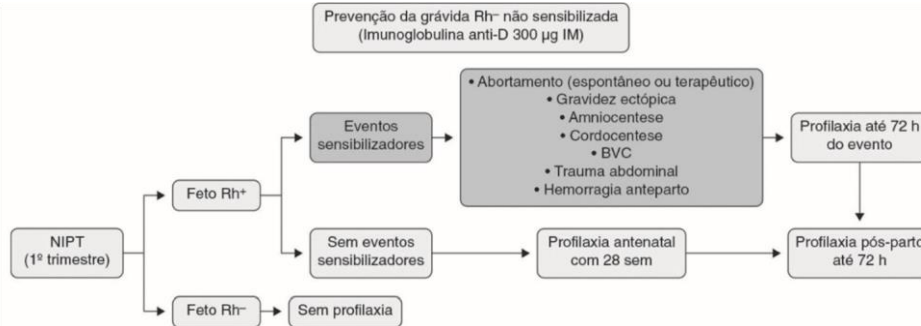 Prevenção da grávida Rh⁻ não sensibilizada
(Imunoglobulina anti-D 300 µg IM)
• Abortamento (espontâneo ou terapêutico)
• Gravidez ectópica
• Amniocentese
• Cordocentese
• BVC
• Trauma abdominal
• Hemorragia anteparto
Eventos
sensibilizadores
Profilaxia até 72 h
do evento
Feto Rh⁺
NIPT
(1º trimestre)
Sem eventos
sensibilizadores
Profilaxia antenatal
com 28 sem
Profilaxia pós-parto
até 72 h
Feto Rh⁻
Sem profilaxia